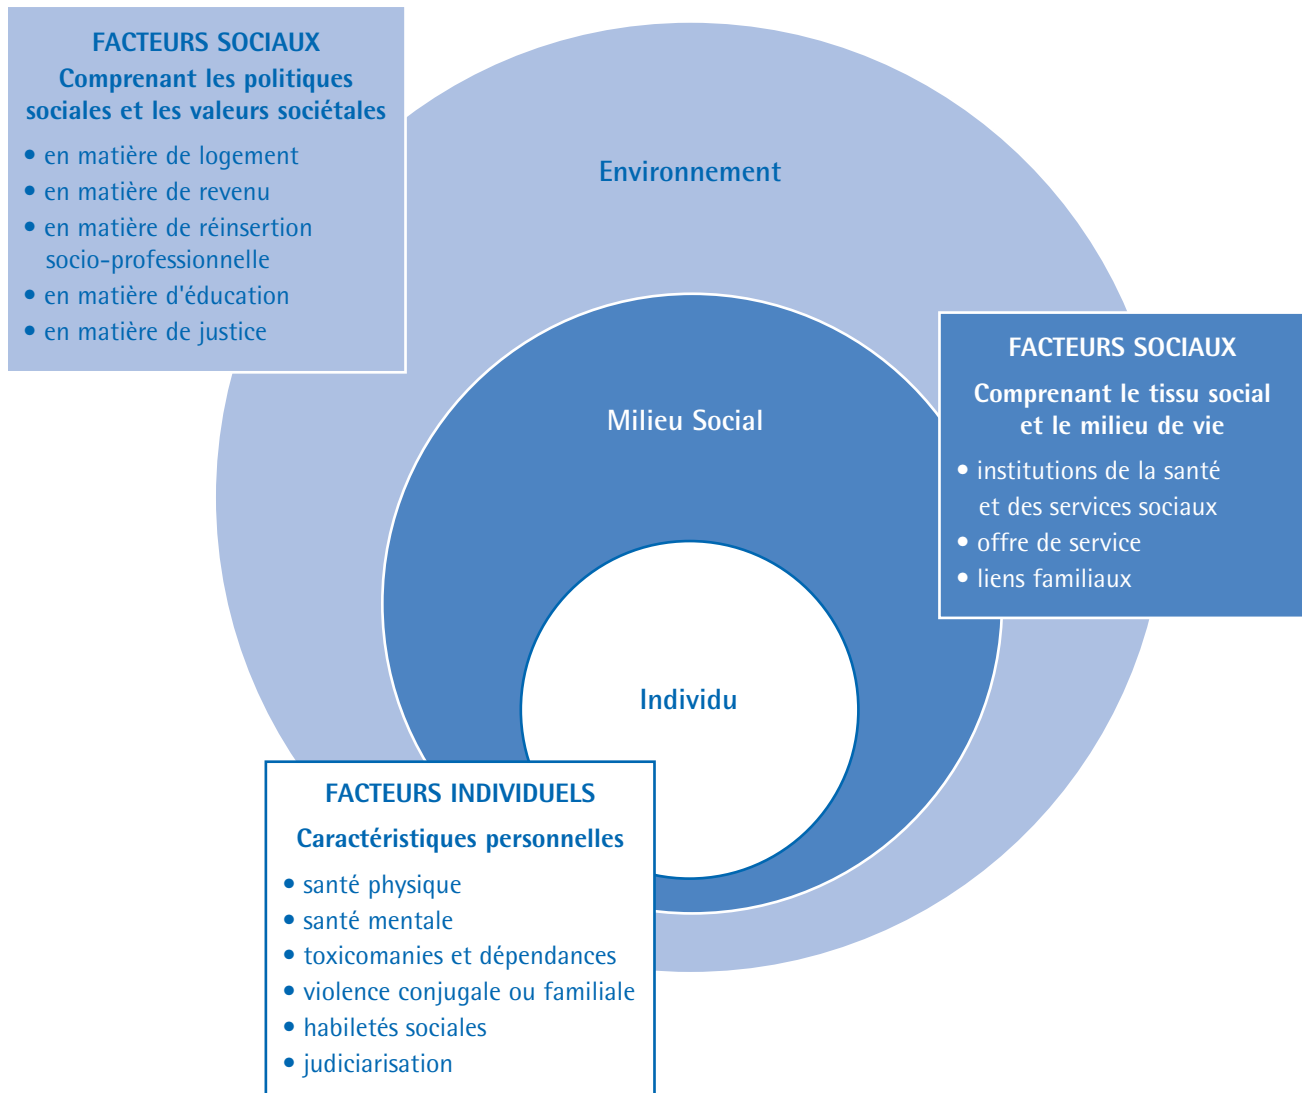 FACTEURS SOCIAUX
Comprenant les politiques
sociales et les valeurs sociétales
• en matière de logement
• en matière de revenu
• en matière de réinsertion
socio-professionnelle
• en matière d'éducation
• en matière de justice
Environnement
Milieu Social
FACTEURS SOCIAUX
Comprenant le tissu social
et le milieu de vie
• institutions de la santé
et des services sociaux
• offre de service
• liens familiaux
Individu
FACTEURS INDIVIDUELS
Caractéristiques personnelles
• santé physique
• santé mentale
• toxicomanies et dépendances
• violence conjugale ou familiale
• habiletés sociales
• judiciarisation